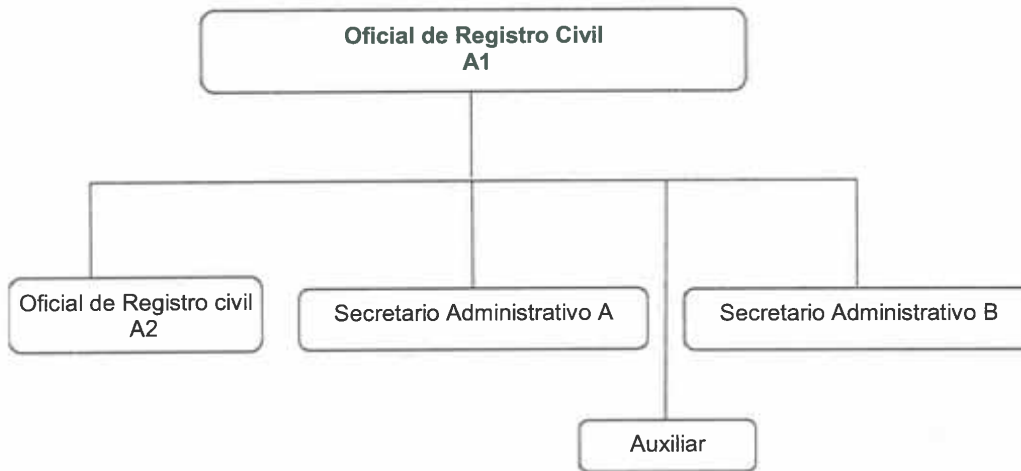 Oficial de Registro Civil
A1
Oficial de Registro civil
A2
Secretario Administrativo A
Secretario Administrativo B
Auxiliar